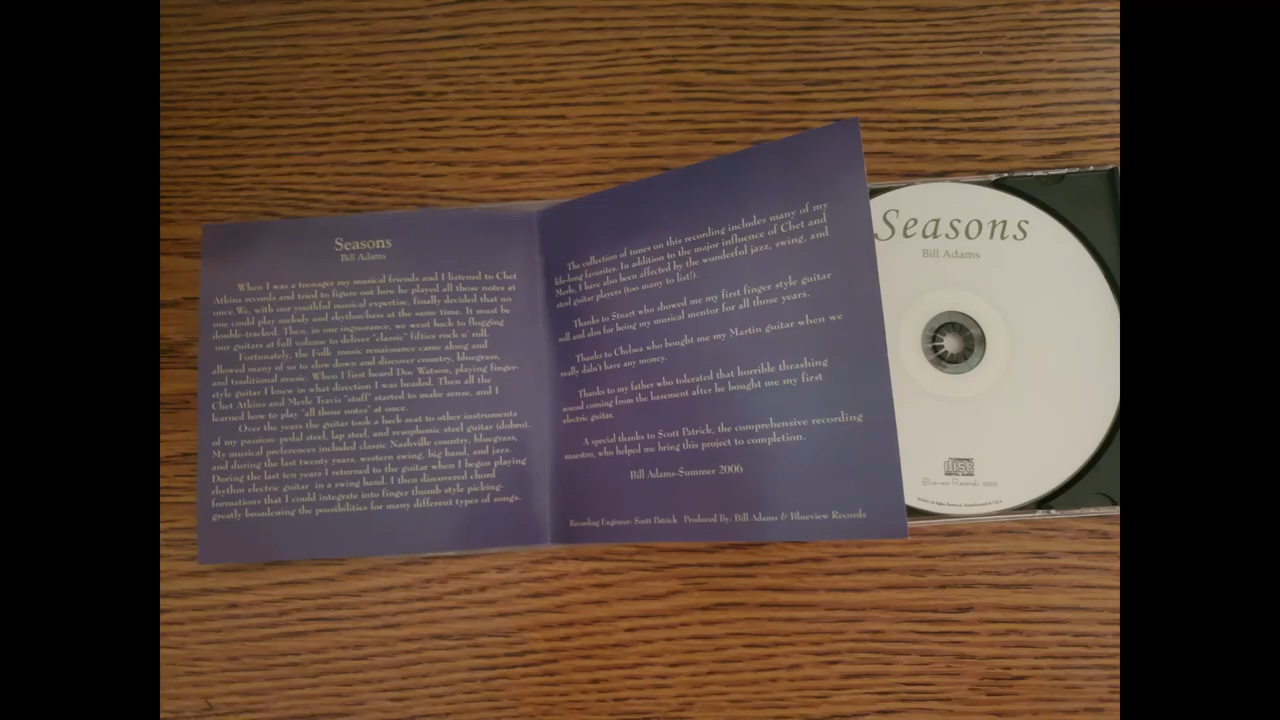 Seasons
Bill Adams
When I was a teenager my musical friends and I listened to Chet
Atkins records and tried to figure out how he played all those notes at
once. We, with our youthful musical expertise, finally decided that no
one could play melody and rhythm/bass at the same time. It must be
double-tracked. Then, in our ingnorance, we went back to flogging
our guitars at full volume to deliver "classic" fifties rock n' roll.
Fortunately, the Folk music renaissance came along and
allowed many of us to slow down and discover country, bluegrass,
and traditional music. When I first heard Doc Watson, playing finger-
style guitar I knew in what direction I was headed. Then all the
Chet Atkins and Merle Travis "stuff" started to make sense, and I
learned how to play "all those notes" at once.
Over the years the guitar took a back seat to other instruments
of my passion: pedal steel, lap steel, and resophonic steel guitar (dobro).
My musical preferences included classic Nashville country, bluegrass,
and during the last twenty years, western swing, big band, and jazz.
During the last ten years I returned to the guitar when I began playing
rhythm electric guitar in a swing band. I then discovered chord
formations that I could integrate into finger thumb style picking-
greatly broadening the possibilities for many different types of songs.
The collection of tunes on this recording includes many of my
life-long favorites. In addition to the major influence of Chet and
Merle, I have also been affected by the wonderful jazz, swing, and
steel guitar players (too many to list!).
Thanks to Stuart who showed me my first finger style guitar
roll and also for being my musical mentor for all those years.
Thanks to Chelsea who bought me my Martin guitar when we
really didn't have any money.
Thanks to my father who tolerated that horrible thrashing
sound coming from the basement after he bought me my first
electric guitar.
A special thanks to Scott Patrick, the comprehensive recording
maestro, who helped me bring this project to completion.
Bill Adams-Summer 2006
Recording Engineer: Scott Patrick Produced By: Bill Adams & Blueview Records
Seasons
Bill Adams
COMPACT
disc
DIGITAL AUDIO
Blueview Records